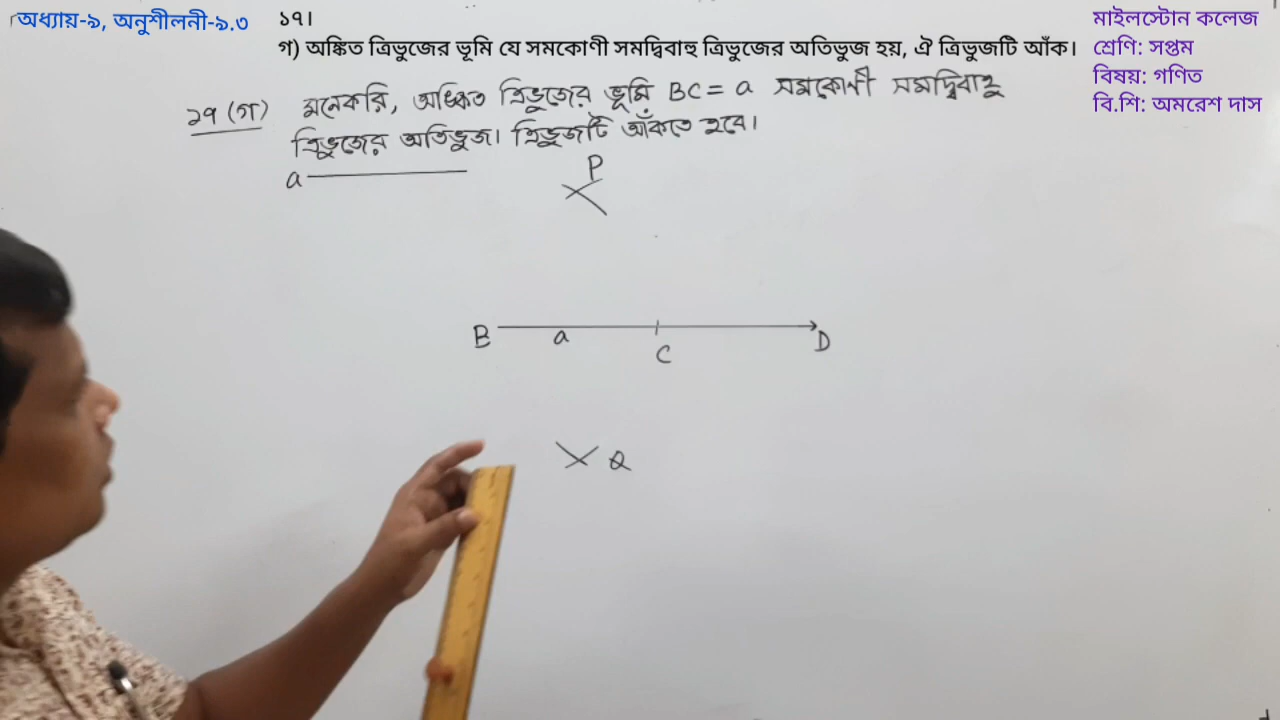 অধ্যায়-৯, অনুশীলনী-৯.৩
১৭।
গ) অঙ্কিত ত্রিভুজের ভূমি যে সমকোণী সমদ্বিবাহু ত্রিভুজের অতিভুজ হয়, ঐ ত্রিভুজটি আঁক।
মাইলস্টোন কলেজ
শ্রেণি: সপ্তম
বিষয়: গণিত
বি.শি: অমরেশ দাস
১৭ (গ) মনেকরি, অঙ্কিত ত্রিভুজের ভূমি BC = a সমকোণী সমদ্বিবাহু
ত্রিভুজের অতিভুজ। ত্রিভুজটি আঁকতে হবে।
a
P
B a C D
Q